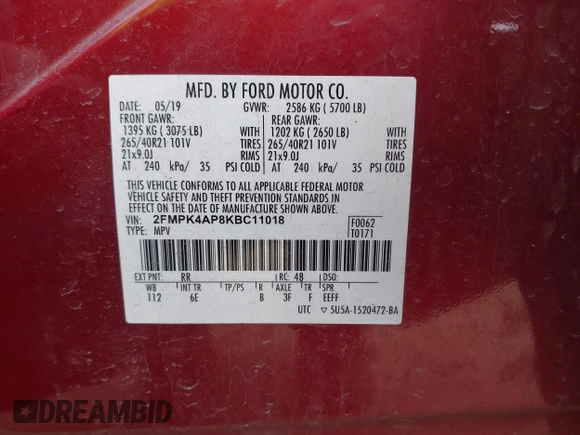 MFD. BY FORD MOTOR CO.
DATE: 05/19 GVWR: 2586 KG ( 5700 LB)
FRONT GAWR: REAR GAWR:
1395 KG ( 3075 LB) WITH 1202 KG ( 2650 LB) WITH
265/40R21 101V TIRES 265/40R21 101V TIRES
21x9.0J RIMS 21x9.0J RIMS
AT 240 kPa/ 35 PSI COLD AT 240 kPa/ 35 PSI COLD
THIS VEHICLE CONFORMS TO ALL APPLICABLE FEDERAL MOTOR
VEHICLE SAFETY AND THEFT PREVENTION STANDARDS IN
EFFECT ON THE DATE OF MANUFACTURE SHOWN ABOVE.
VIN: 2FMPK4AP8KBC11018 F0062
TYPE: MPV T0171
EXT PNT: RR RC: 48 DSO:
WB INT TR TP/PS R AXLE TR SPR
112 6E B 3F F EEFF
UTC ▽ 5U5A-1520472-BA
DREAMBID